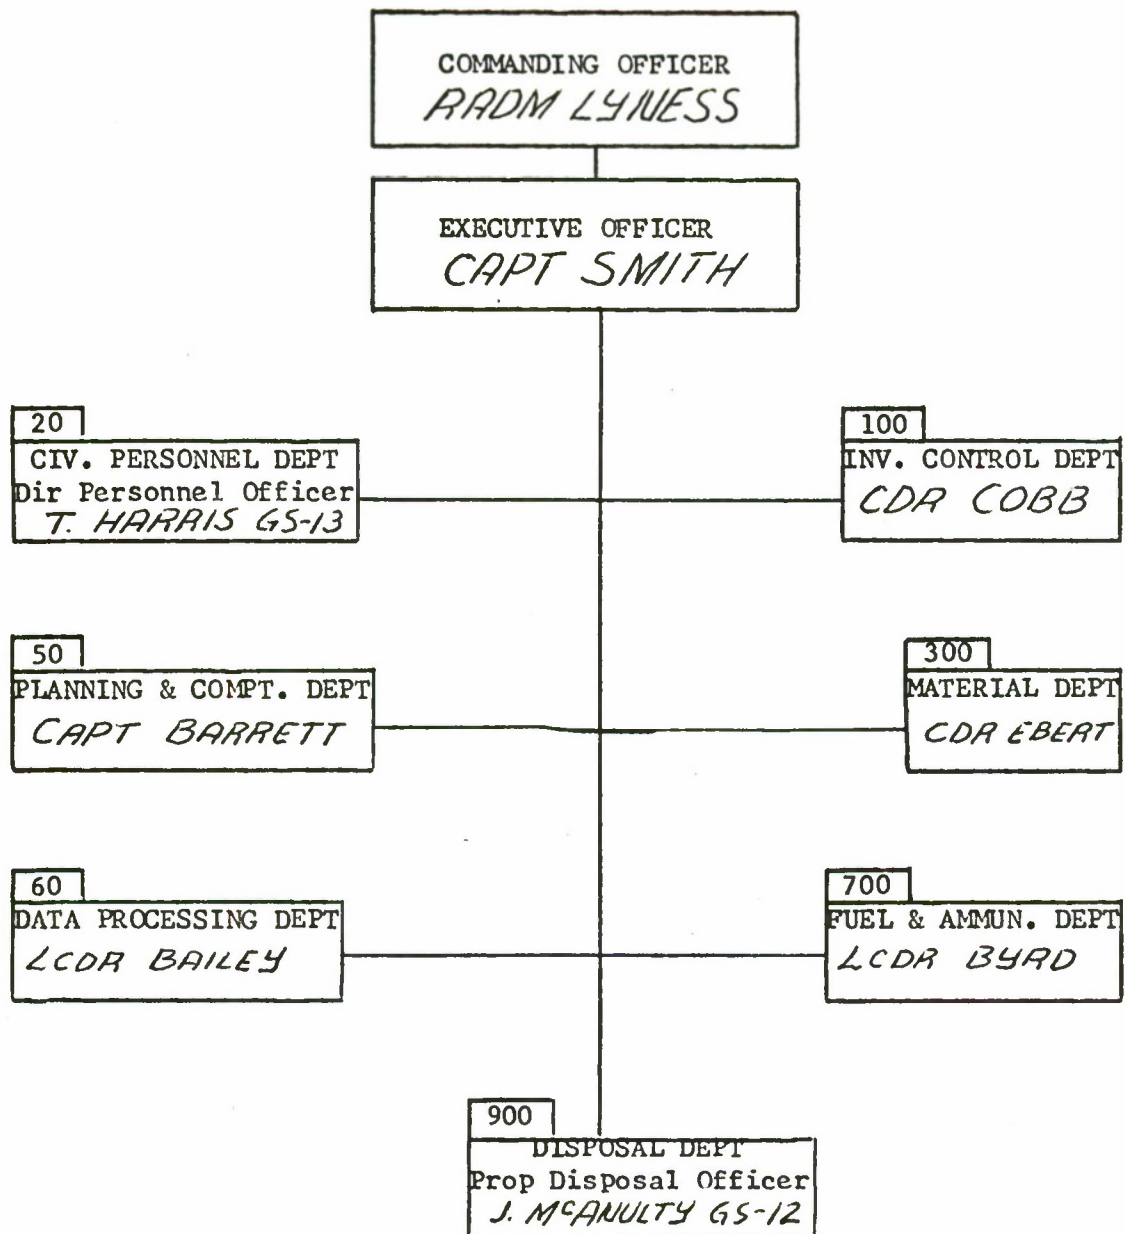 COMMANDING OFFICER
RADM LYNESS
EXECUTIVE OFFICER
CAPT SMITH
20
CIV. PERSONNEL DEPT
Dir Personnel Officer
T. HARRIS GS-13
100
INV. CONTROL DEPT
CDR COBB
50
PLANNING & COMPT. DEPT
CAPT BARRETT
300
MATERIAL DEPT
CDR EBERT
60
DATA PROCESSING DEPT
LCDR BAILEY
700
FUEL & AMMUN. DEPT
LCDR BYRD
900
DISPOSAL DEPT
Prop Disposal Officer
J. McANULTY GS-12